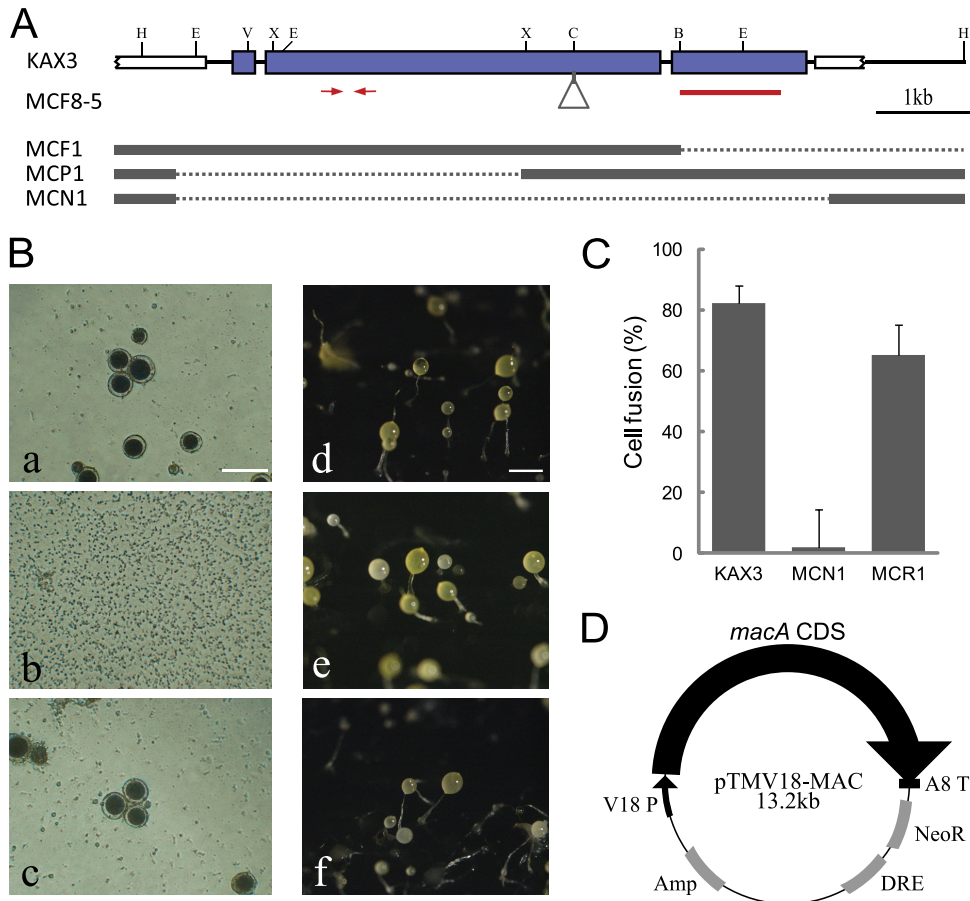 A
H E V X E X C B E H
KAX3
MCF8-5
1kb
MCF1
MCP1
MCN1
B
a
b
c
d
e
f
C
100
80
60
40
20
0
Cell fusion (%)
KAX3 MCN1 MCR1
D
macA CDS
pTMV18-MAC
13.2kb
V18 P
A8 T
NeoR
DRE
Amp